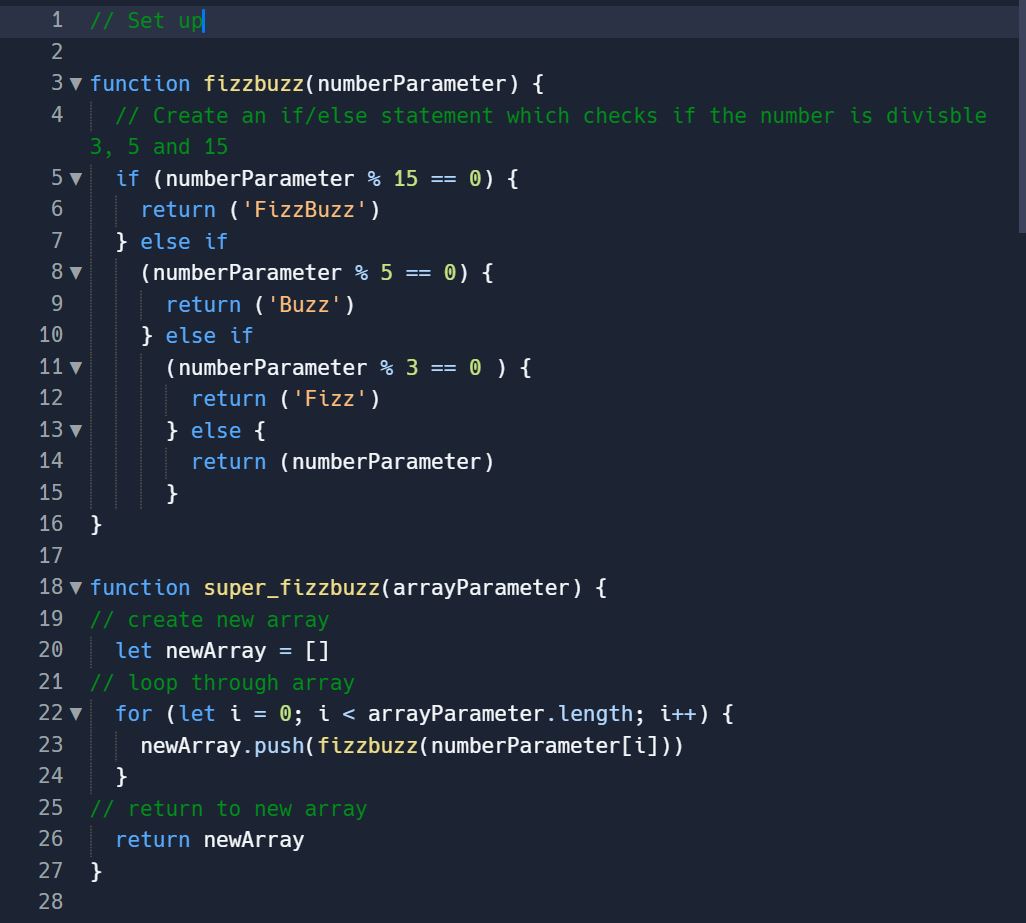 1 // Set up
2
3 ▼ function fizzbuzz(numberParameter) {
4 // Create an if/else statement which checks if the number is divisble
3, 5 and 15
5 ▼ if (numberParameter % 15 == 0) {
6 return ('FizzBuzz')
7 } else if
8 ▼ (numberParameter % 5 == 0) {
9 return ('Buzz')
10 } else if
11 ▼ (numberParameter % 3 == 0 ) {
12 return ('Fizz')
13 ▼ } else {
14 return (numberParameter)
15 }
16 }
17
18 ▼ function super_fizzbuzz(arrayParameter) {
19 // create new array
20 let newArray = []
21 // loop through array
22 ▼ for (let i = 0; i < arrayParameter.length; i++) {
23 newArray.push(fizzbuzz(numberParameter[i]))
24 }
25 // return to new array
26 return newArray
27 }
28